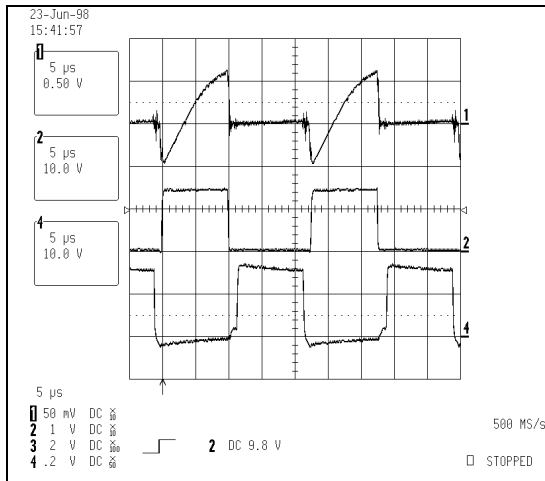 23-Jun-98
15:41:57
1
5 µs
0.50 V
2
5 µs
10.0 V
4
5 µs
10.0 V
1
2
4
5 µs
1 50 mV DC
2 1 V DC
3 2 V DC
4 .2 V DC
2 DC 9.8 V
500 MS/s
STOPPED